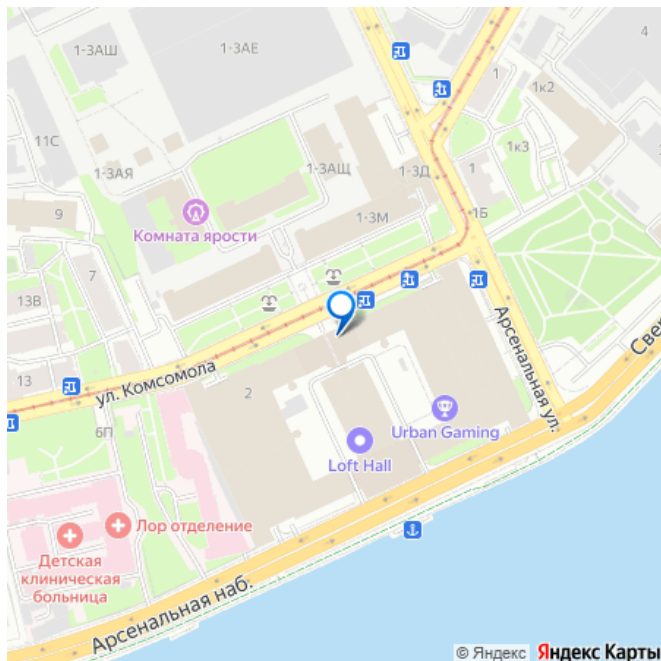 1-3АШ
1-3АЕ
4
1
1к2
11С
1к3
1-3АЯ
1-3АЩ
1-3Д
1
9
Комната ярости
1-3М
1Б
7
13В
Арсенальная ул.
ул. Комсомола
13
2
6П
Urban Gaming
Loft Hall
Лор отделение
Детская
клиническая
больница
Арсенальная наб.
© Яндекс Яндекс Карты